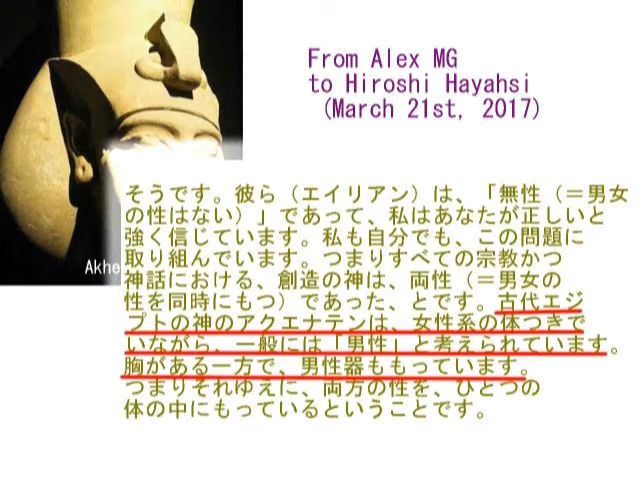 From Alex MG
to Hiroshi Hayahsi
(March 21st, 2017)
そうです。彼ら（エイリアン）は、「無性（＝男女
の性はない）」であって、私はあなたが正しいと
強く信じています。私も自分でも、この問題に
取り組んでいます。つまりすべての宗教かつ
神話における、創造の神は、両性（＝男女の
性を同時にもつ）であった、とです。古代エジ
プトの神のアクエナテンは、女性系の体つきで
いながら、一般には「男性」と考えられています。
胸がある一方で、男性器ももっています。
つまりそれゆえに、両方の性を、ひとつの
体の中にもっているということです。
Akhe